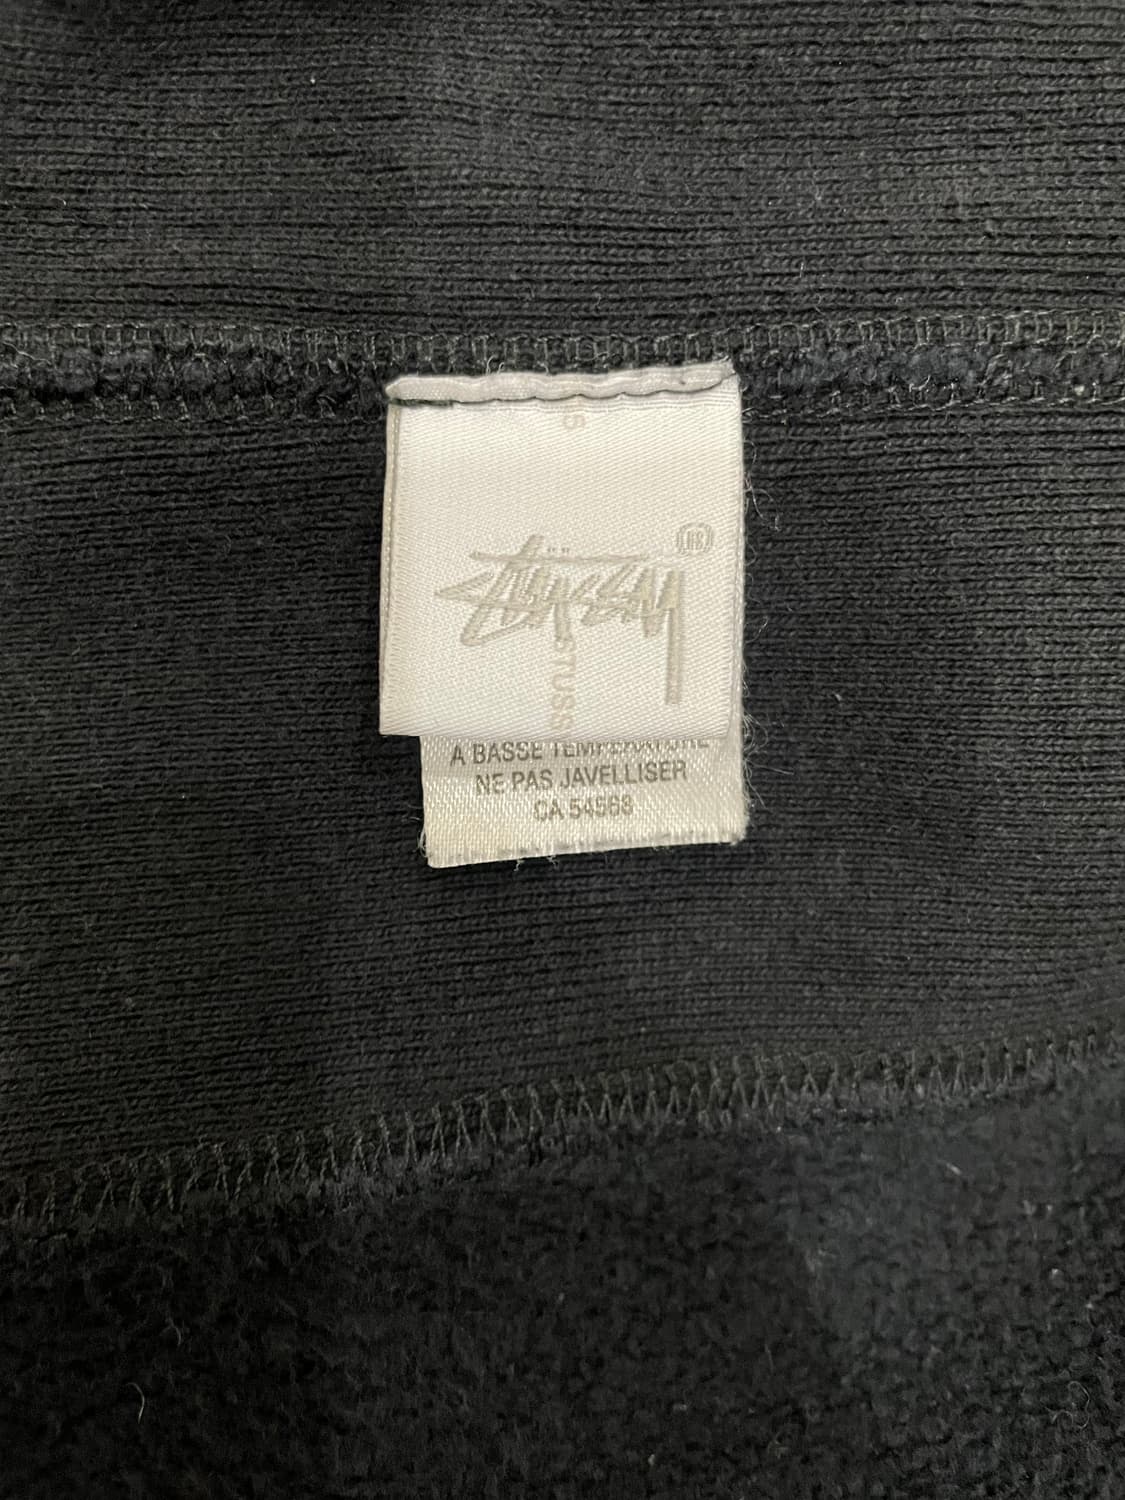 S
STÜSSY
®
STUSS
A BASSE TEMPERATURE
NE PAS JAVELLISER
CA 54568